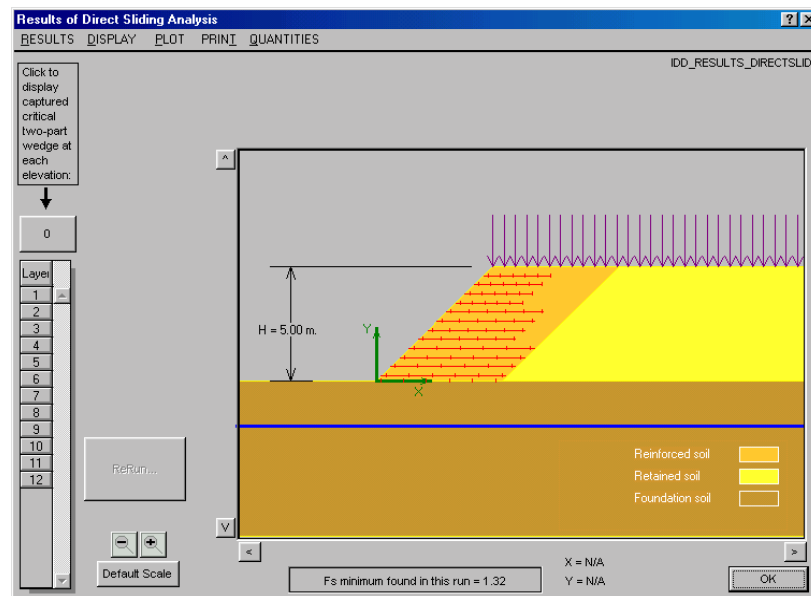 Results of Direct Sliding Analysis
RESULTS DISPLAY PLOT PRINT QUANTITIES
IDD_RESULTS_DIRECTSLID
Click to
display
captured
critical
two-part
wedge at
each
elevation:
0
Layer
1
2
3
4
5
6
7
8
9
10
11
12
H = 5.00 m.
Y
X
Reinforced soil
Retained soil
Foundation soil
ReRun...
Default Scale
Fs minimum found in this run = 1.32
X = N/A
Y = N/A
OK